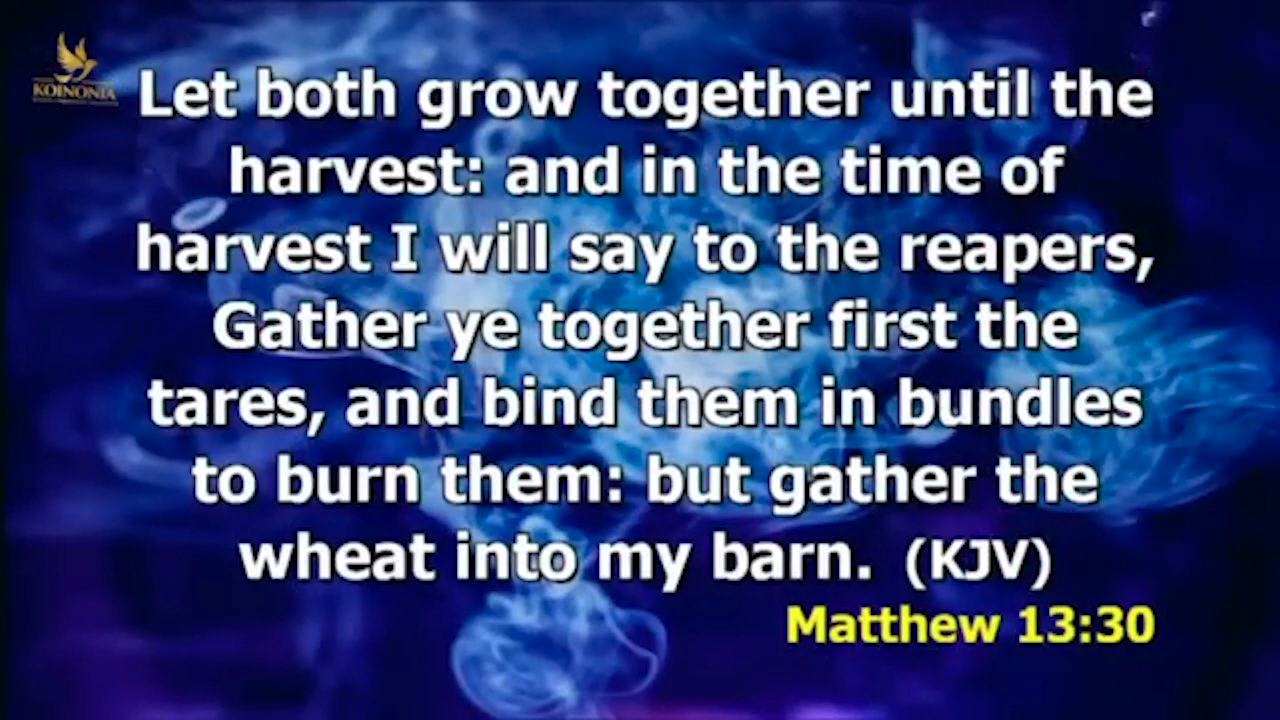 KOINONIA
Let both grow together until the
harvest: and in the time of
harvest I will say to the reapers,
Gather ye together first the
tares, and bind them in bundles
to burn them: but gather the
wheat into my barn. (KJV)
Matthew 13:30